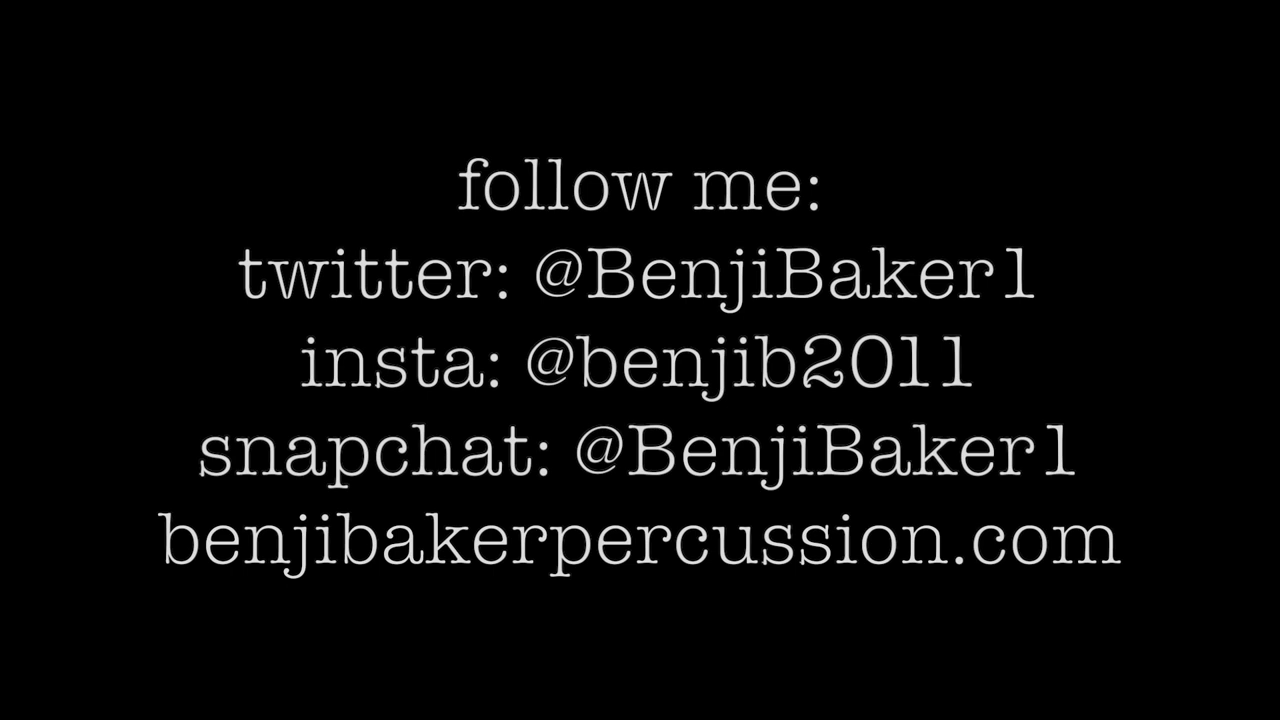 follow me:
twitter: @BenjiBaker1
insta: @benjib2011
snapchat: @BenjiBaker1
benjibakerpercussion.com